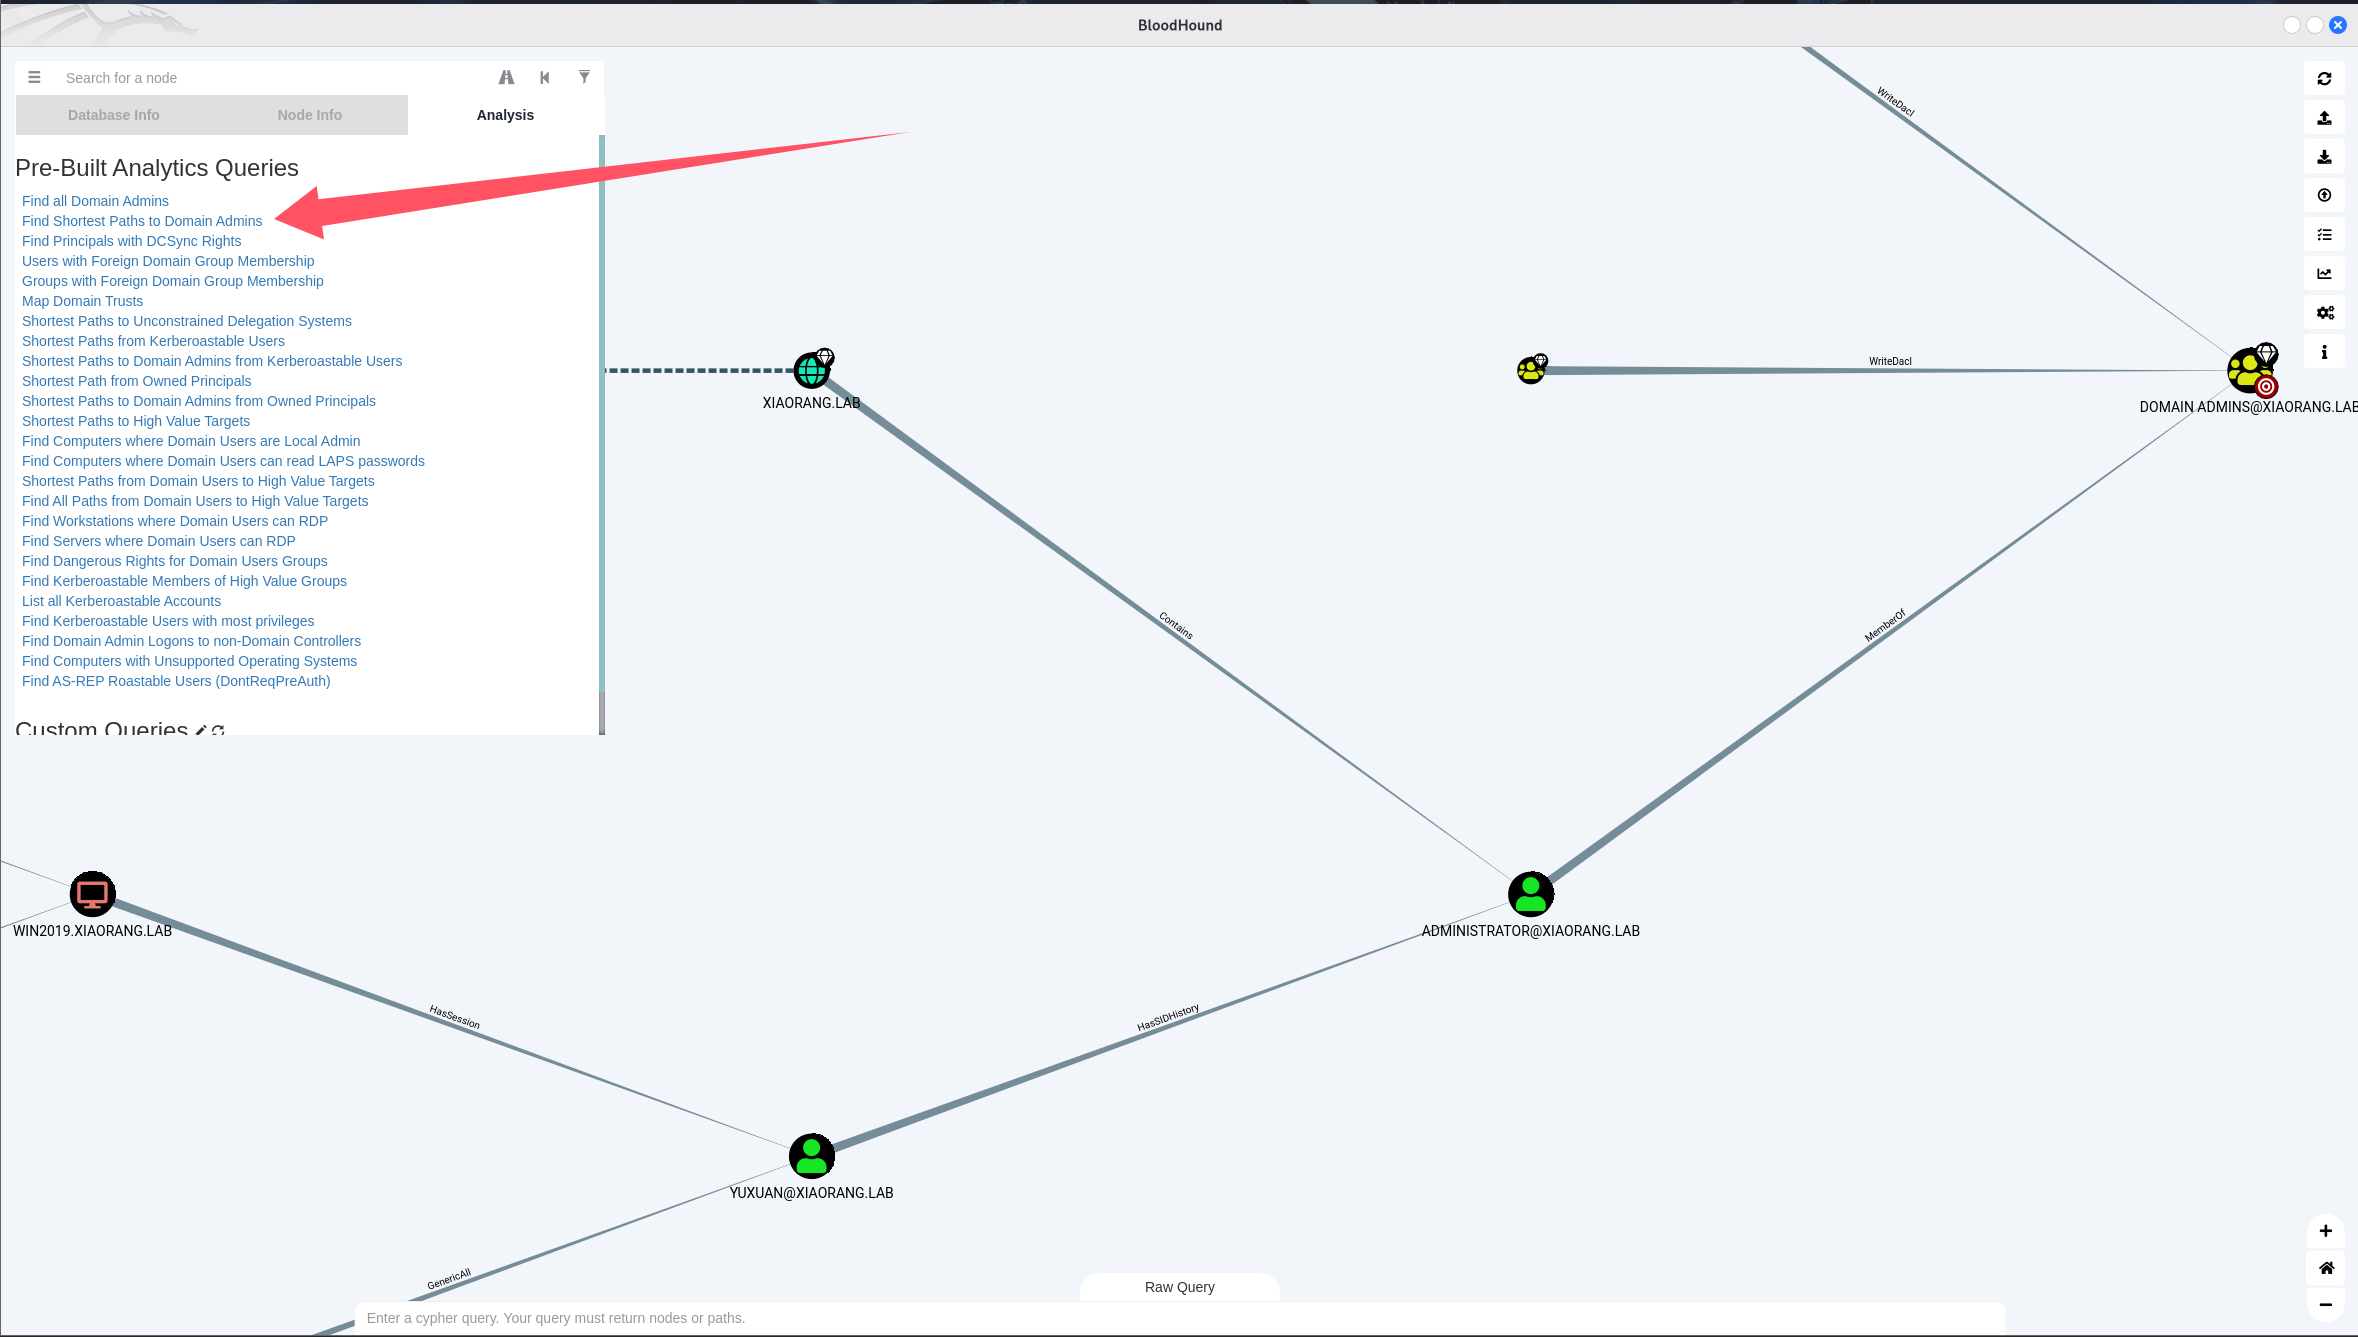 BloodHound
Search for a node
Database Info
Node Info
Analysis
Pre-Built Analytics Queries
Find all Domain Admins
Find Shortest Paths to Domain Admins
Find Principals with DCSync Rights
Users with Foreign Domain Group Membership
Groups with Foreign Domain Group Membership
Map Domain Trusts
Shortest Paths to Unconstrained Delegation Systems
Shortest Paths from Kerberoastable Users
Shortest Paths to Domain Admins from Kerberoastable Users
Shortest Path from Owned Principals
Shortest Paths to Domain Admins from Owned Principals
Shortest Paths to High Value Targets
Find Computers where Domain Users are Local Admin
Find Computers where Domain Users can read LAPS passwords
Shortest Paths from Domain Users to High Value Targets
Find All Paths from Domain Users to High Value Targets
Find Workstations where Domain Users can RDP
Find Servers where Domain Users can RDP
Find Dangerous Rights for Domain Users Groups
Find Kerberoastable Members of High Value Groups
List all Kerberoastable Accounts
Find Kerberoastable Users with most privileges
Find Domain Admin Logons to non-Domain Controllers
Find Computers with Unsupported Operating Systems
Find AS-REP Roastable Users (DontReqPreAuth)
Custom Queries
WriteDacl
WriteDacl
XIAORANG.LAB
DOMAIN ADMINS@XIAORANG.LAB
Contains
MemberOf
WIN2019.XIAORANG.LAB
ADMINISTRATOR@XIAORANG.LAB
HasSession
HasSIDHistory
YUXUAN@XIAORANG.LAB
GenericAll
Raw Query
Enter a cypher query. Your query must return nodes or paths.